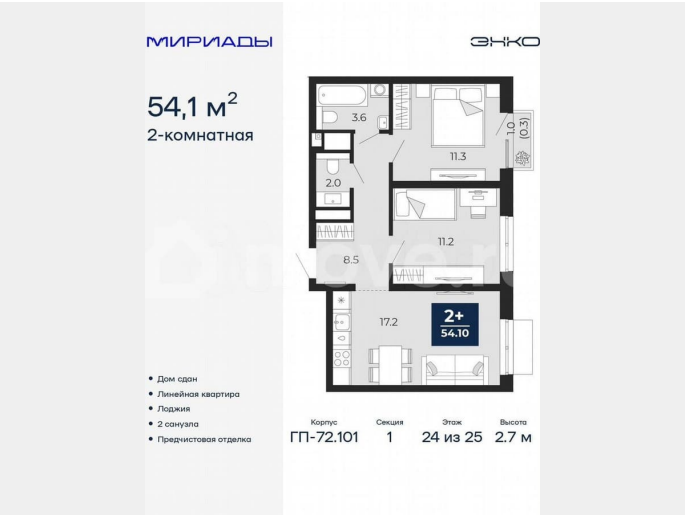 МИРИАДЫ
ЭНКО
54,1 м²
2-комнатная
3.6
11.3
1.0
(0.3)
2.0
11.2
8.5
move.ru
17.2
2+
54.10
• Дом сдан
• Линейная квартира
• Лоджия
• 2 санузла
• Предчистовая отделка
Корпус Секция Этаж Высота
ГП-72.101 1 24 из 25 2.7 м